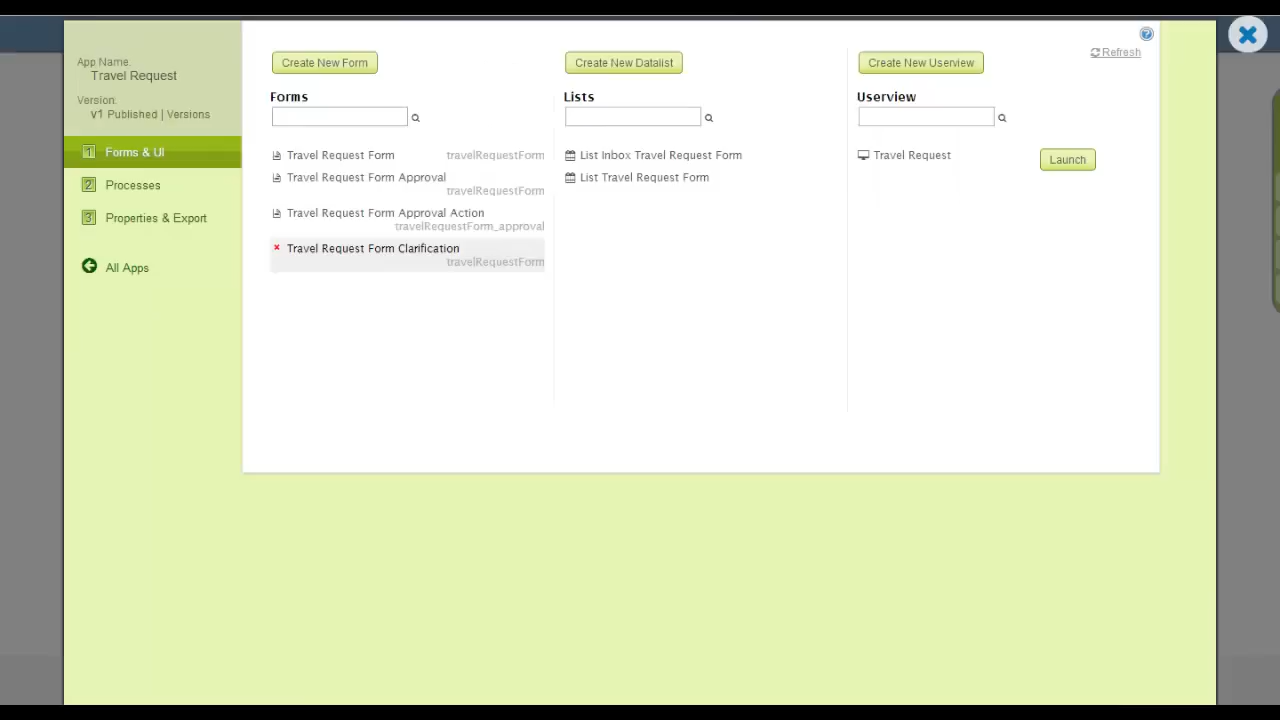 App Name:
Travel Request
Version:
v1 Published | Versions
1 Forms & UI
2 Processes
3 Properties & Export
All Apps
Create New Form
Forms
Travel Request Form travelRequestForm
Travel Request Form Approval
travelRequestForm
Travel Request Form Approval Action
travelRequestForm_approval
Travel Request Form Clarification
travelRequestForm
Create New Datalist
Lists
List Inbox Travel Request Form
List Travel Request Form
Create New Userview
Userview
Travel Request
Launch
?
Refresh